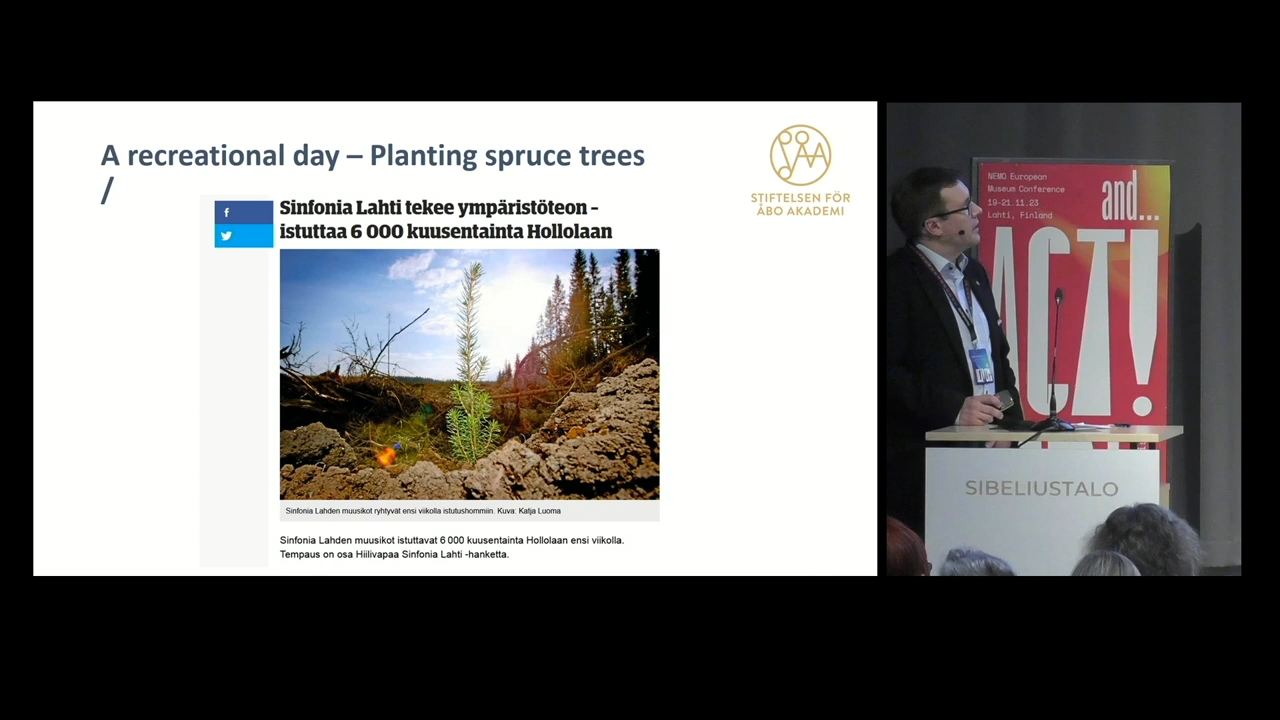 A recreational day – Planting spruce trees
/
STIFTELSEN FÖR
ÅBO AKADEMI
f
Sinfonia Lahti tekee ympäristöteon –
istuttaa 6 000 kuusentainta Hollolaan
Sinfonia Lahden muusikot ryhtyvät ensi viikolla istutushommiin. Kuva: Katja Luoma
Sinfonia Lahden muusikot istuttavat 6 000 kuusentainta Hollolaan ensi viikolla.
Tempaus on osa Hiilivapaa Sinfonia Lahti -hanketta.
NEMO European
Museum Conference
19–21.11.23
Lahti, Finland
and...
ACT!
SIBELIUSTALO